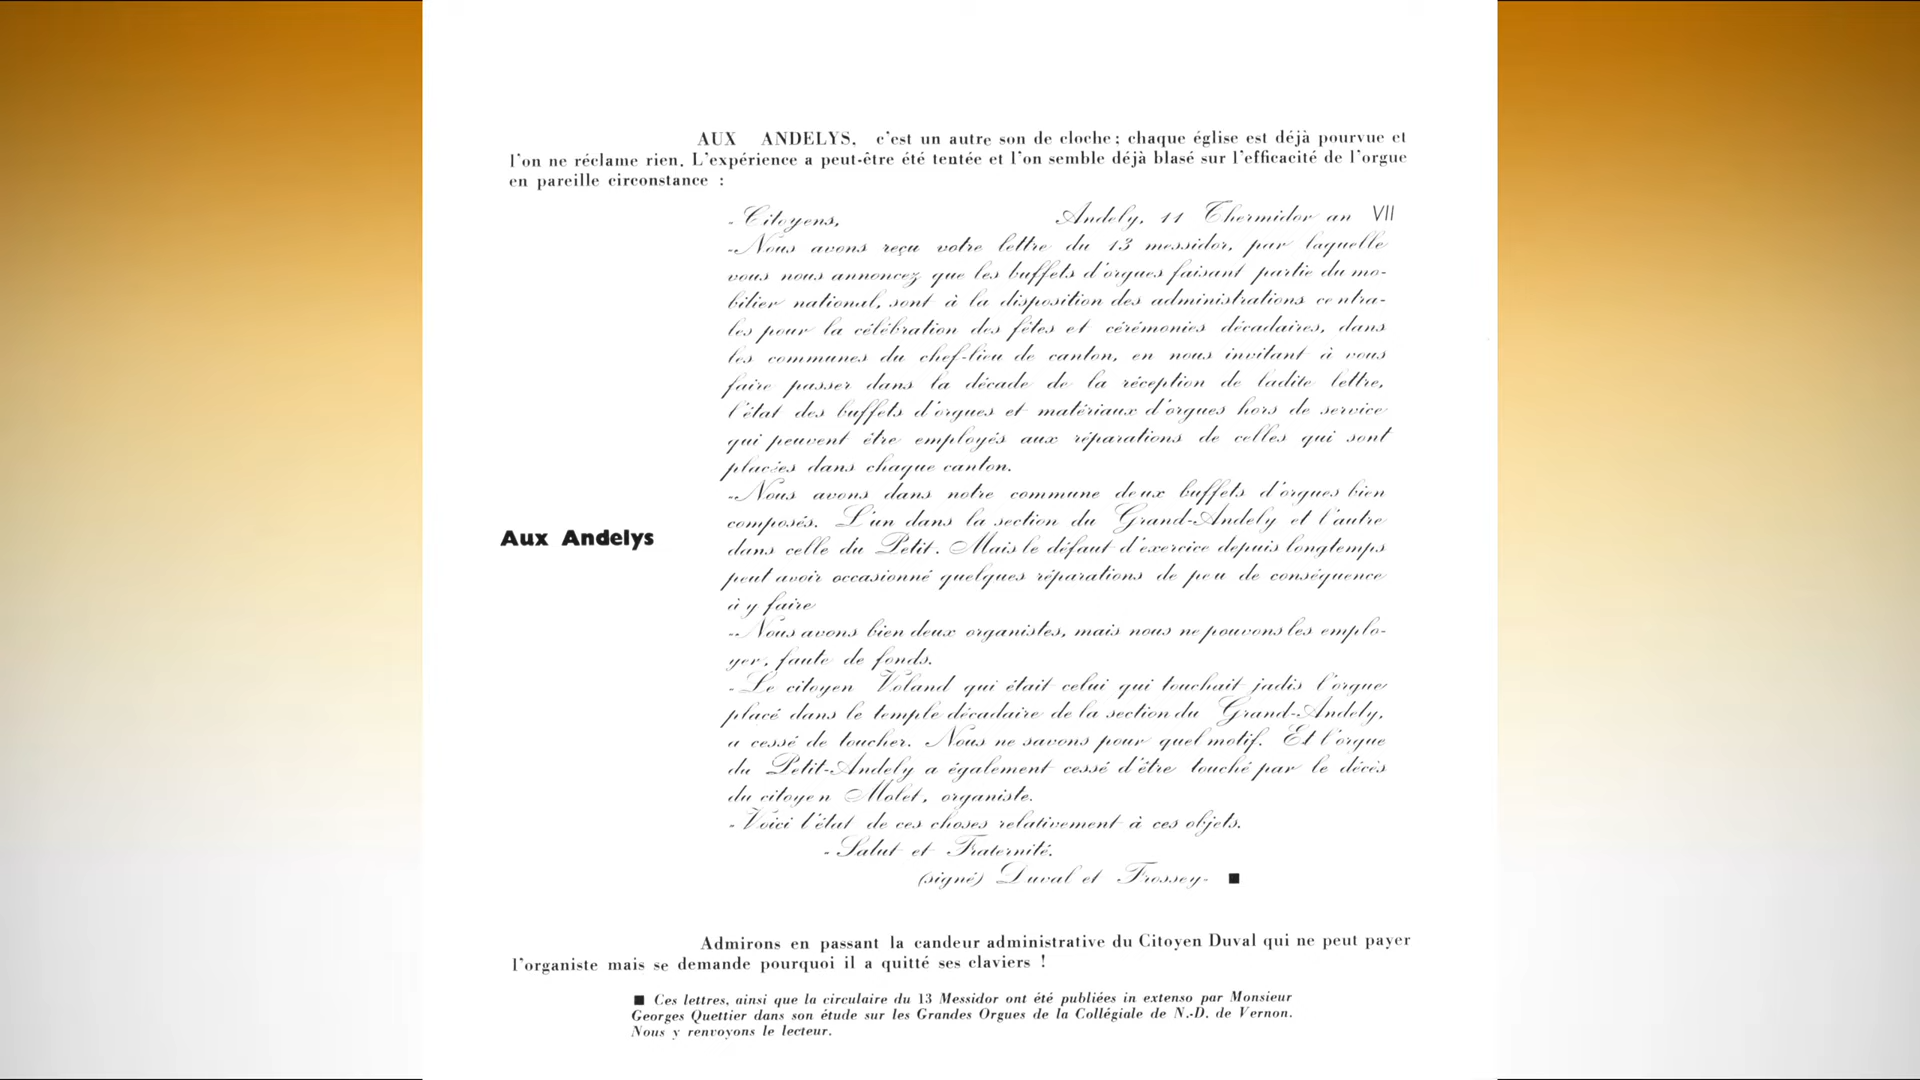 AUX ANDELYS, c'est un autre son de cloche ; chaque église est déjà pourvue et
l'on ne réclame rien. L'expérience a peut-être été tentée et l'on semble déjà blasé sur l'efficacité de l'orgue
en pareille circonstance :
- Citoyens,     Andely, 11 Thermidor an VII
- Nous avons reçu votre lettre du 13 messidor, par laquelle
vous nous annoncez que les buffets d'orgues faisant partie du mo-
bilier national, sont à la disposition des administrations centra-
les pour la célébration des fêtes et cérémonies décadaires, dans
les communes du chef-lieu de canton, en nous invitant à vous
faire passer dans la décade de la réception de ladite lettre,
l'état des buffets d'orgues et matériaux d'orgues hors de service
qui peuvent être employés aux réparations de celles qui sont
placées dans chaque canton.
- Nous avons dans notre commune deux buffets d'orgues bien
composés. L'un dans la section du Grand-Andely et l'autre
Aux Andelys
dans celle du Petit. Mais le défaut d'exercice depuis longtemps
peut avoir occasionné quelques réparations de peu de conséquence
à y faire
- Nous avons bien deux organistes, mais nous ne pouvons les emplo-
yer, faute de fonds.
- Le citoyen Voland qui était celui qui touchait jadis l'orgue
placé dans le temple décadaire de la section du Grand-Andely,
a cessé de toucher. Nous ne savons pour quel motif. Et l'orgue
du Petit-Andely a également cessé d'être touché par le décès
du citoyen Molet, organiste.
- Voici l'état de ces choses relativement à ces objets.
- Salut et Fraternité.
(signé) Duval et Frossey- ■
Admirons en passant la candeur administrative du Citoyen Duval qui ne peut payer
l'organiste mais se demande pourquoi il a quitté ses claviers !
■ Ces lettres, ainsi que la circulaire du 13 Messidor ont été publiées in extenso par Monsieur
Georges Quettier dans son étude sur les Grandes Orgues de la Collégiale de N.-D. de Vernon.
Nous y renvoyons le lecteur.